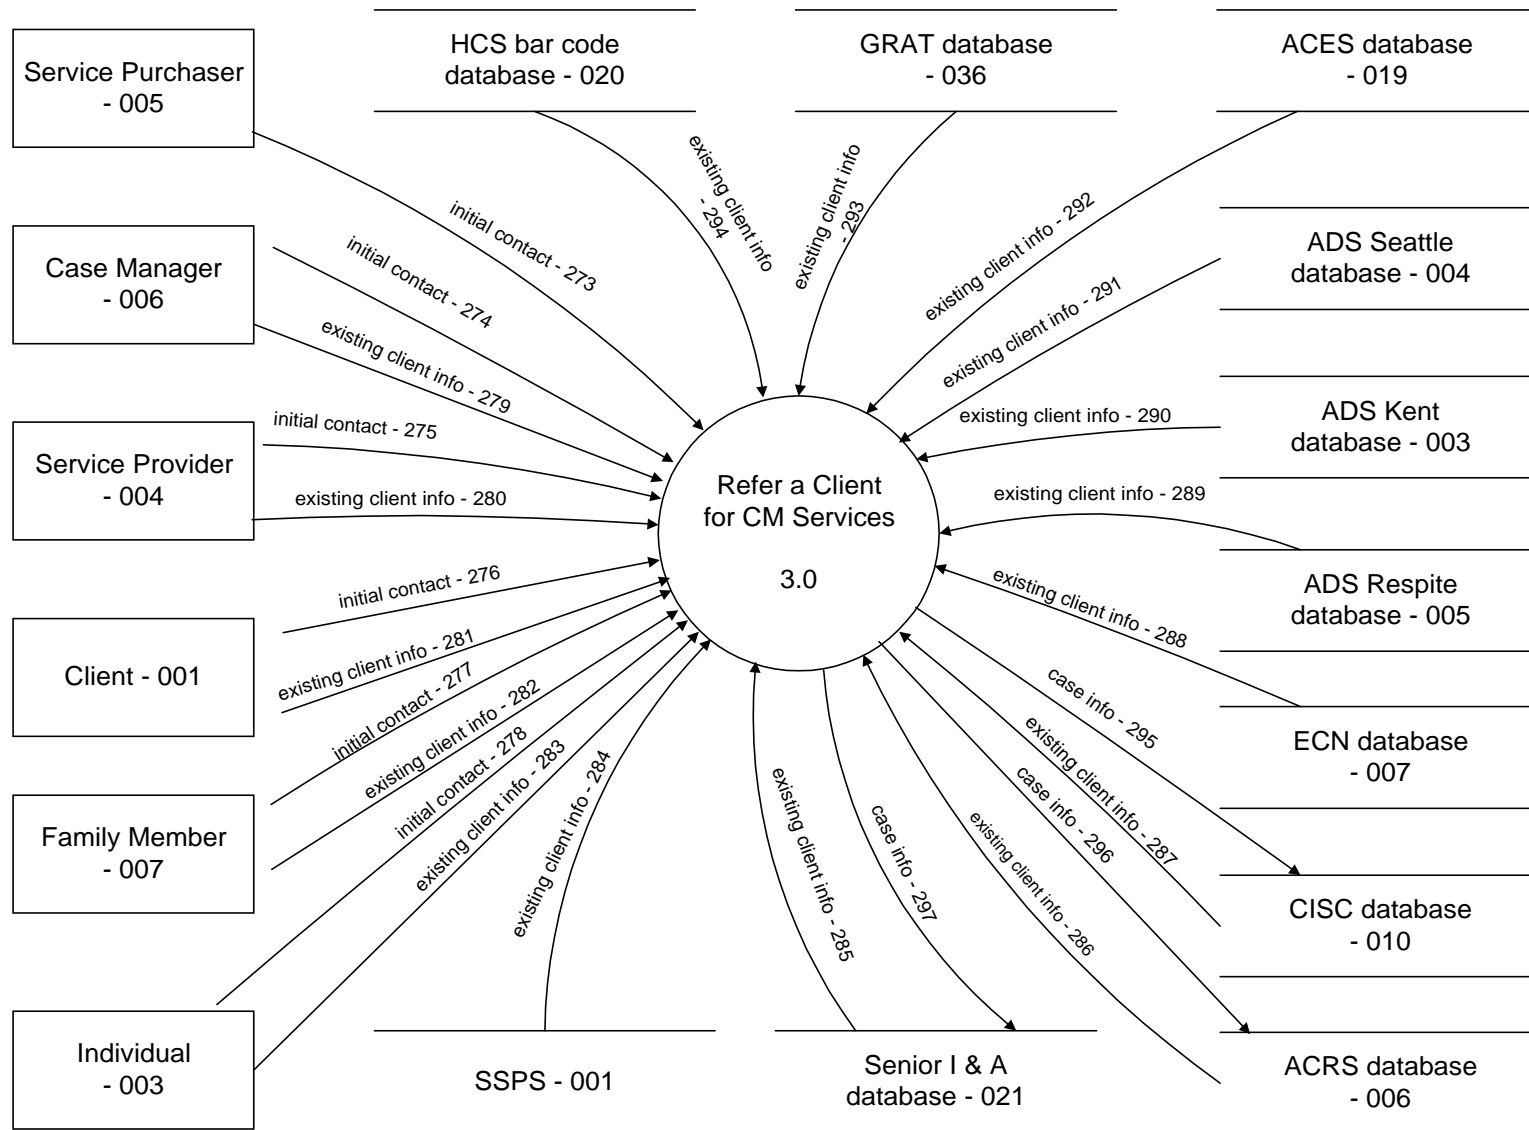 HCS bar code
database - 020
GRAT database
- 036
ACES database
- 019
Service Purchaser
- 005
Case Manager
- 006
Service Provider
- 004
Client - 001
Family Member
- 007
Individual
- 003
SSPS - 001
Senior I & A
database - 021
ADS Seattle
database - 004
ADS Kent
database - 003
ADS Respite
database - 005
ECN database
- 007
CISC database
- 010
ACRS database
- 006
Refer a Client
for CM Services
3.0
initial contact - 273
initial contact - 274
existing client info - 279
initial contact - 275
existing client info - 280
initial contact - 276
existing client info - 281
initial contact - 277
existing client info - 282
initial contact - 278
existing client info - 283
existing client info - 284
existing client info - 285
case info - 297
existing client info - 286
case info - 296
existing client info - 287
case info - 295
existing client info - 288
existing client info - 289
existing client info - 290
existing client info - 291
existing client info - 292
existing client info
- 293
existing client info
- 294